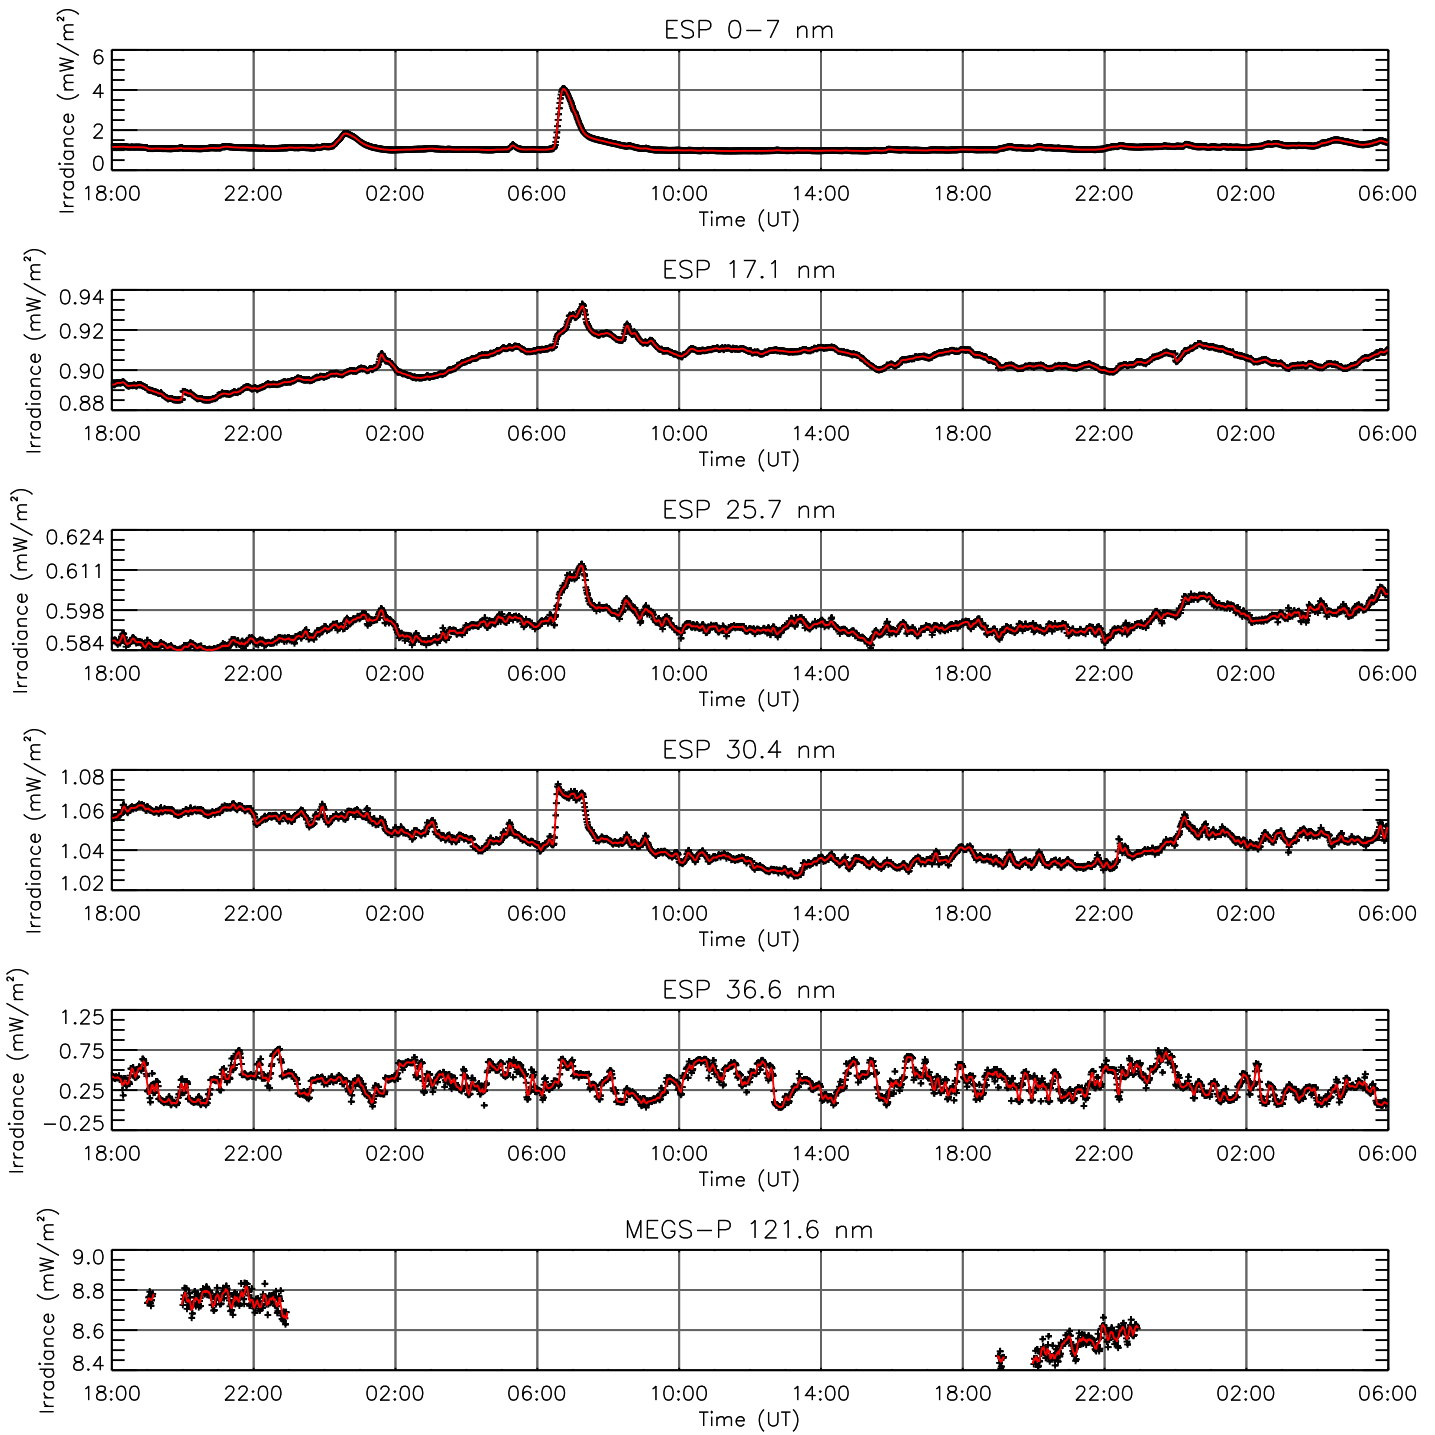 ESP 0-7 nm
Irradiance (mW/m²)
6
4
2
0
18:00 22:00 02:00 06:00 10:00 14:00 18:00 22:00 02:00 06:00
Time (UT)
ESP 17.1 nm
Irradiance (mW/m²)
0.94
0.92
0.90
0.88
18:00 22:00 02:00 06:00 10:00 14:00 18:00 22:00 02:00 06:00
Time (UT)
ESP 25.7 nm
Irradiance (mW/m²)
0.624
0.611
0.598
0.584
18:00 22:00 02:00 06:00 10:00 14:00 18:00 22:00 02:00 06:00
Time (UT)
ESP 30.4 nm
Irradiance (mW/m²)
1.08
1.06
1.04
1.02
18:00 22:00 02:00 06:00 10:00 14:00 18:00 22:00 02:00 06:00
Time (UT)
ESP 36.6 nm
Irradiance (mW/m²)
1.25
0.75
0.25
-0.25
18:00 22:00 02:00 06:00 10:00 14:00 18:00 22:00 02:00 06:00
Time (UT)
MEGS-P 121.6 nm
Irradiance (mW/m²)
9.0
8.8
8.6
8.4
18:00 22:00 02:00 06:00 10:00 14:00 18:00 22:00 02:00 06:00
Time (UT)